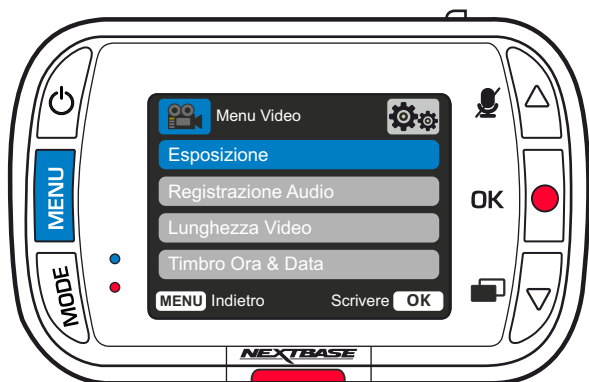 Menu Video
Esposizione
Registrazione Audio
Lunghezza Video
Timbro Ora & Data
MENU Indietro Scrivere OK
MENU
MODE
OK
NEXTBASE